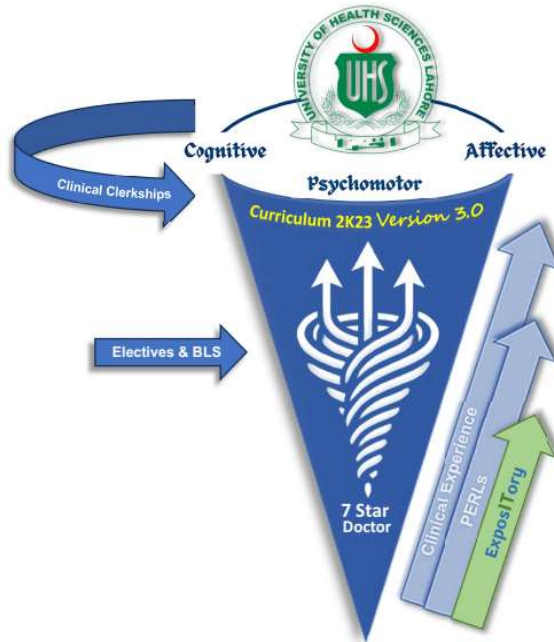 UNIVERSITY OF HEALTH SCIENCES LAHORE
UHS
Cognitive
Affective
Psychomotor
Clinical Clerkships
Curriculum 2K23 Version 3.0
Electives & BLS
7 Star
Doctor
Clinical Experience
PERLs
ExposITory